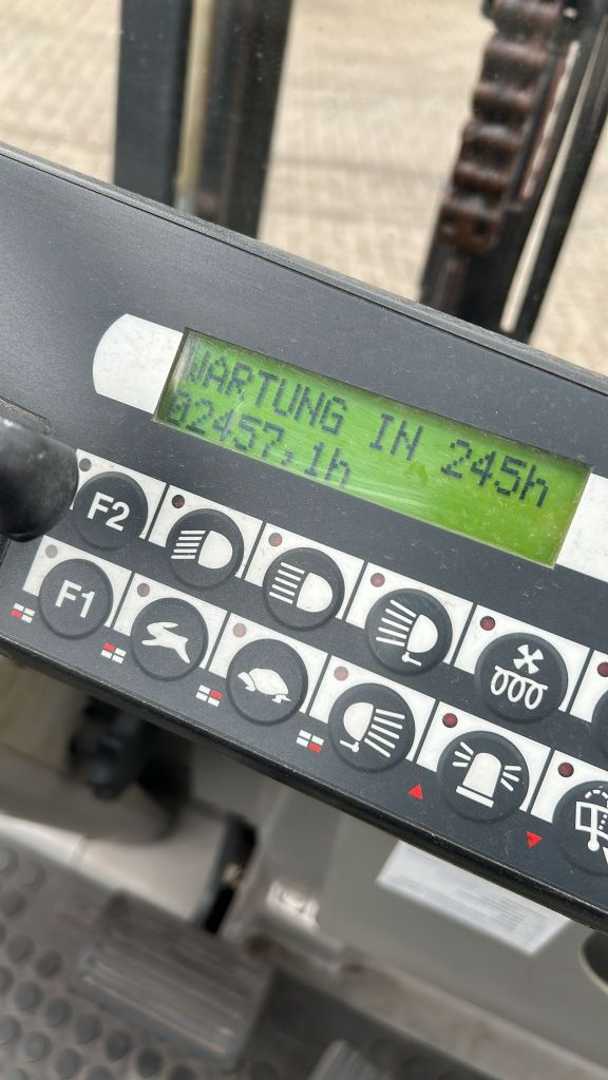 WARTUNG IN 245h
02457,1h
F2
F1